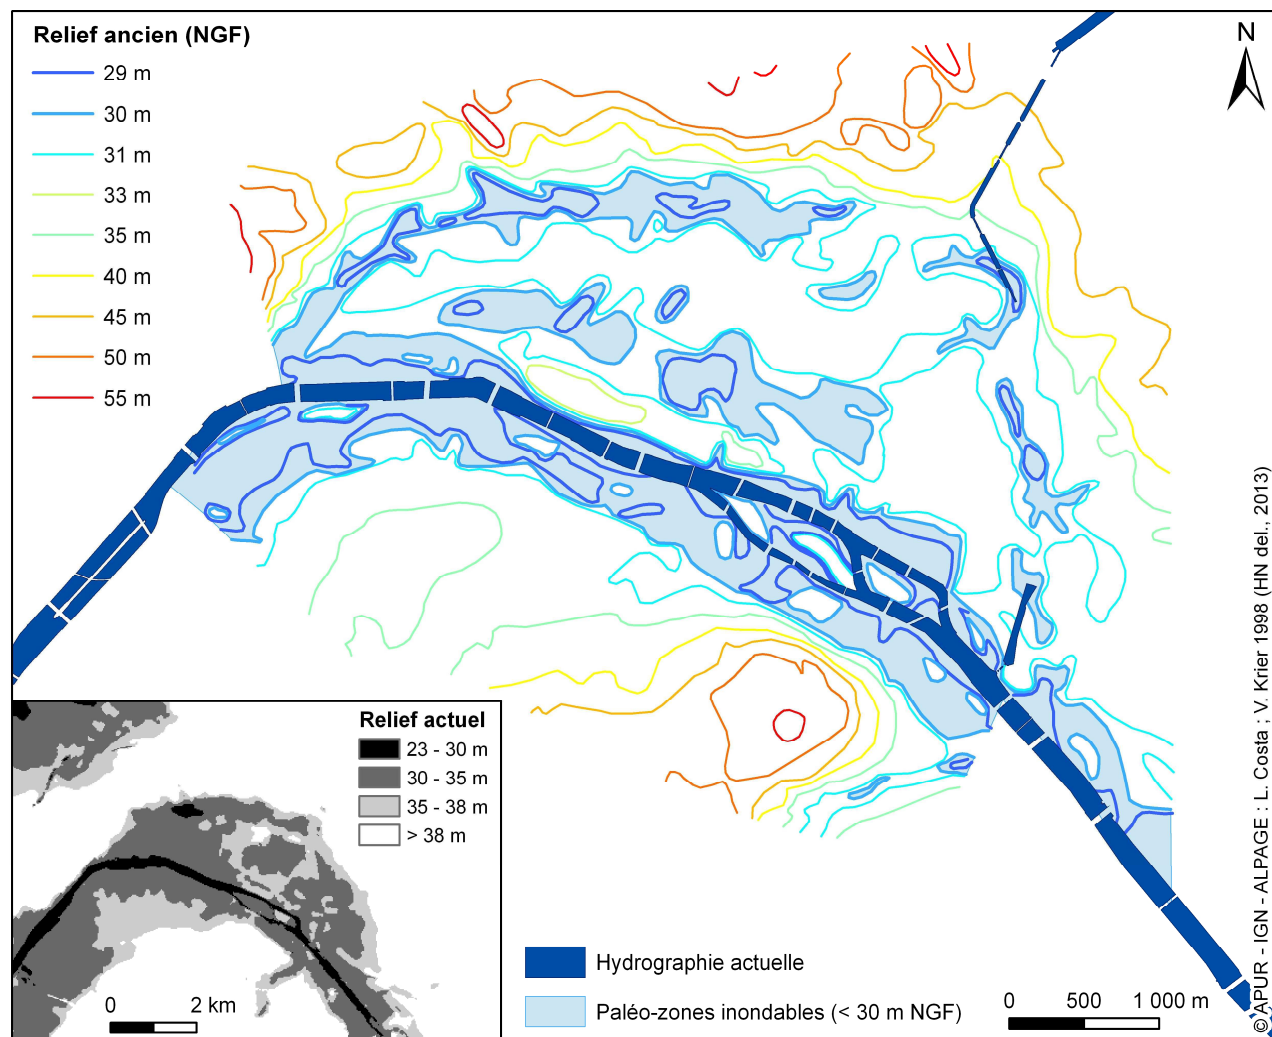 Relief ancien (NGF)
29 m
30 m
31 m
33 m
35 m
40 m
45 m
50 m
55 m
N
Relief actuel
23 - 30 m
30 - 35 m
35 - 38 m
> 38 m
0 2 km
Hydrographie actuelle
Paléo-zones inondables (< 30 m NGF)
0 500 1 000 m
©APUR - IGN - ALPAGE : L. Costa ; V. Krier 1998 (HN del., 2013)